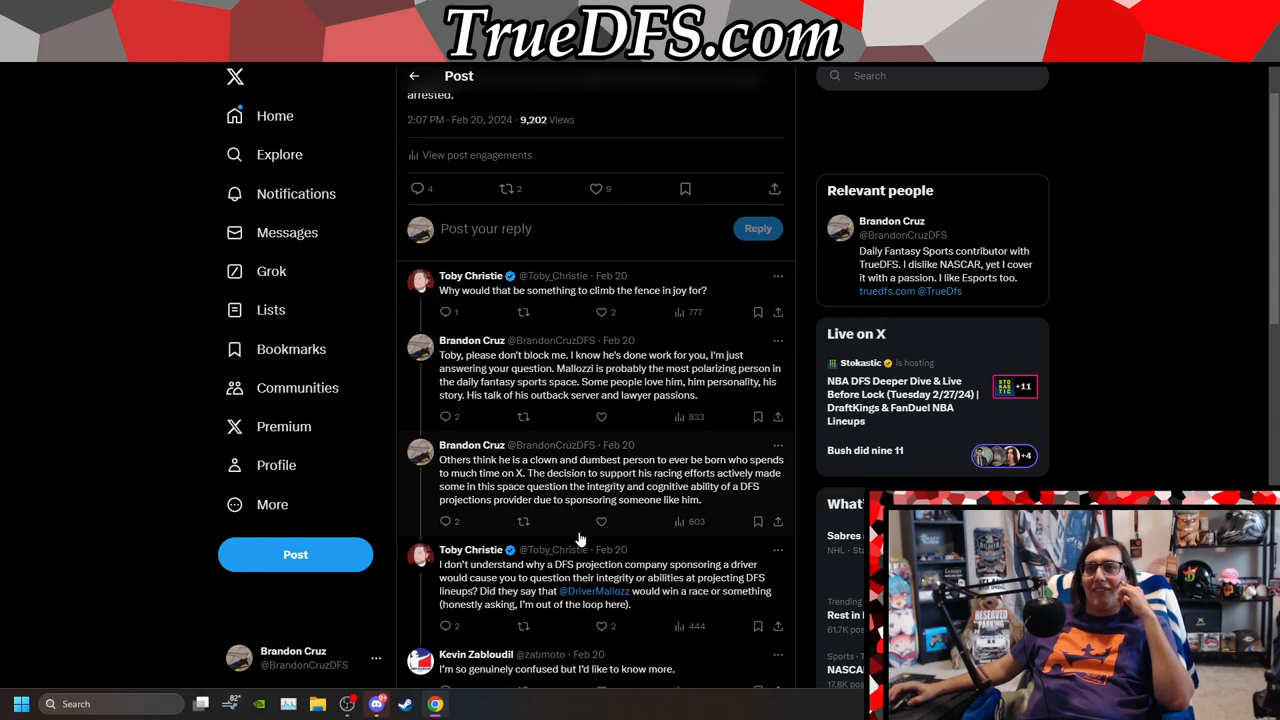 TrueDFS.com
Post
arrested.
2:07 PM · Feb 20, 2024 · 9,202 Views
View post engagements
4 2 9
Post your reply
Reply
Toby Christie @Toby_Christie · Feb 20
Why would that be something to climb the fence in joy for?
1 2 777
Brandon Cruz @BrandonCruzDFS · Feb 20
Toby, please don't block me. I know he's done work for you, I'm just
answering your question. Mallozzi is probably the most polarizing person in
the daily fantasy sports space. Some people love him, him personality, his
story. His talk of his outback server and lawyer passions.
2 833
Brandon Cruz @BrandonCruzDFS · Feb 20
Others think he is a clown and dumbest person to ever be born who spends
to much time on X. The decision to support his racing efforts actively made
some in this space question the integrity and cognitive ability of a DFS
projections provider due to sponsoring someone like him.
2 603
Toby Christie @Toby_Christie · Feb 20
I don't understand why a DFS projection company sponsoring a driver
would cause you to question their integrity or abilities at projecting DFS
lineups? Did they say that @DriverMallozz would win a race or something
(honestly asking, I'm out of the loop here).
2 2 444
Kevin Zabloudil @zabmoto · Feb 20
I'm so genuinely confused but I'd like to know more.
Home
Explore
Notifications
Messages
Grok
Lists
Bookmarks
Communities
Premium
Profile
More
Post
Brandon Cruz
@BrandonCruzDFS
Search
Relevant people
Brandon Cruz
@BrandonCruzDFS
Daily Fantasy Sports contributor with
TrueDFS. I dislike NASCAR, yet I cover
it with a passion. I like Esports too.
truedfs.com @TrueDfs
Live on X
Stokastic is hosting
NBA DFS Deeper Dive & Live
Before Lock (Tuesday 2/27/24) |
DraftKings & FanDuel NBA
Lineups
+11
Bush did nine 11
+4
What'
Sabres
NHL
Trending
Rest in
61.7K pos
Sports
NASCA
17.8K pos
RESERVED
PARKING
82°
Search